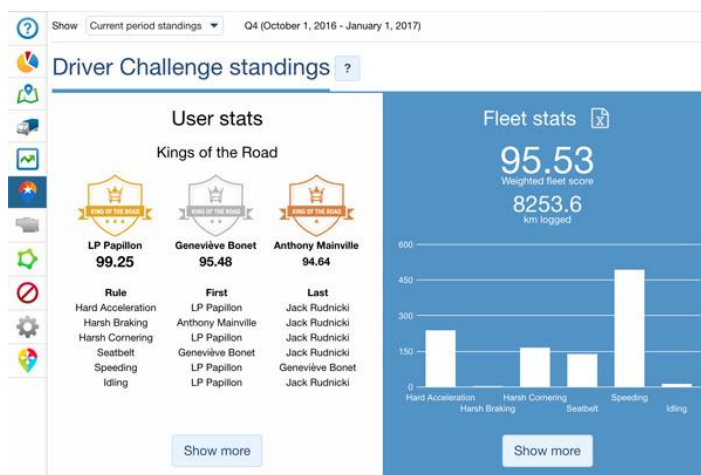 Show Current period standings Q4 (October 1, 2016 - January 1, 2017)
Driver Challenge standings ?
User stats
Kings of the Road
KING OF THE ROAD KING OF THE ROAD KING OF THE ROAD
LP Papillon Geneviève Bonet Anthony Mainville
99.25 95.48 94.64
Rule First Last
Hard Acceleration LP Papillon Jack Rudnicki
Harsh Braking Anthony Mainville Jack Rudnicki
Harsh Cornering LP Papillon Jack Rudnicki
Seatbelt Geneviève Bonet Jack Rudnicki
Speeding LP Papillon Geneviève Bonet
Idling LP Papillon Jack Rudnicki
Show more
Fleet stats X
95.53
Weighted fleet score
8253.6
km logged
600
450
300
150
0
Hard Acceleration Harsh Cornering Speeding
Harsh Braking Seatbelt Idling
Show more